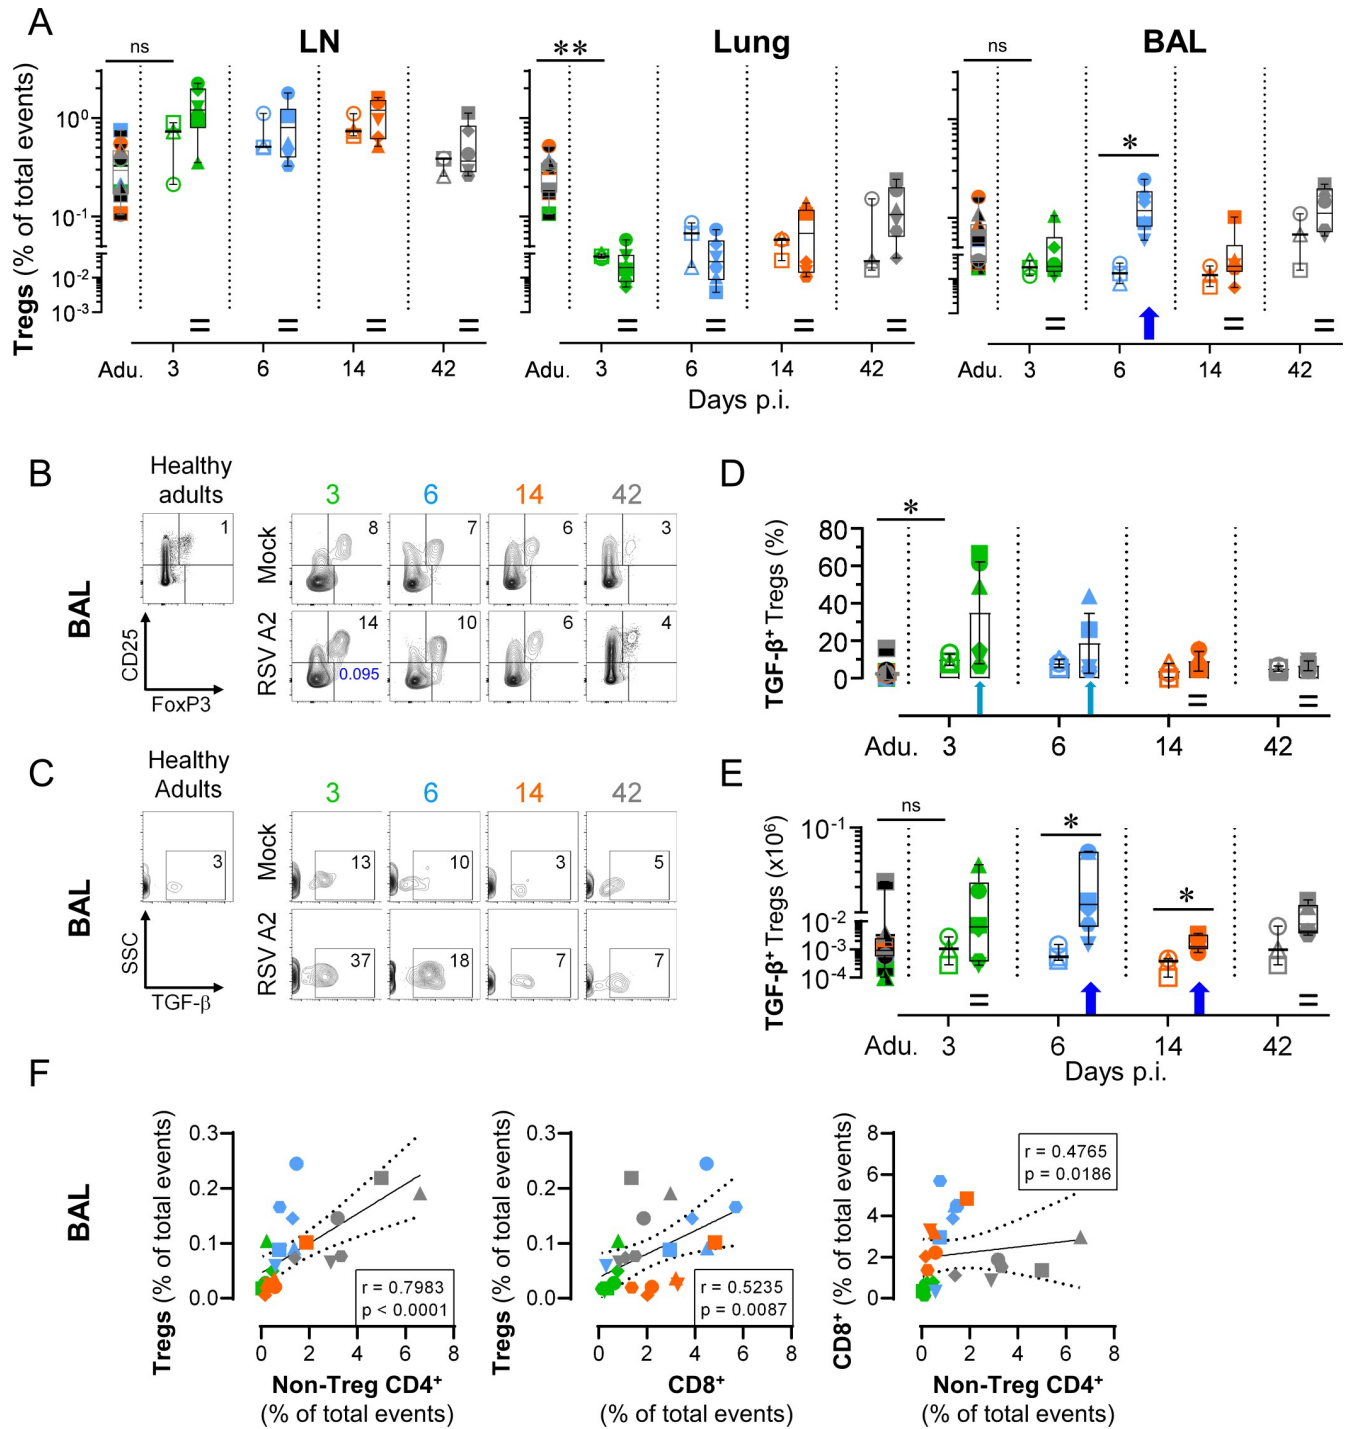 A
LN
Lung
BAL
ns
**
ns
*
Tregs (% of total events)
10⁰
10⁻¹
10⁻²
10⁻³
= = = =
= = = =
= = =
Adu. 3 6 14 42
Adu. 3 6 14 42
Adu. 3 6 14 42
Days p.i.
B
BAL
Healthy
adults
3 6 14 42
1
Mock
8 7 6 3
RSV A2
14 10 6 4
0.095
CD25
FoxP3
C
BAL
Healthy
Adults
3 6 14 42
3
Mock
13 10 3 5
RSV A2
37 18 7 7
SSC
TGF-β
D
*
TGF-β⁺ Tregs (%)
80
60
40
20
0
= =
Adu. 3 6 14 42
E
ns
*
*
TGF-β⁺ Tregs (x10⁶)
10⁻¹
10⁻²
10⁻³
10⁻⁴
= =
Adu. 3 6 14 42
Days p.i.
F
BAL
Tregs (% of total events)
0.3
0.2
0.1
0.0
r = 0.7983
p < 0.0001
0 2 4 6 8
Non-Treg CD4⁺
(% of total events)
Tregs (% of total events)
0.3
0.2
0.1
0.0
r = 0.5235
p = 0.0087
0 2 4 6 8
CD8⁺
(% of total events)
CD8⁺ (% of total events)
8
6
4
2
0
r = 0.4765
p = 0.0186
0 2 4 6 8
Non-Treg CD4⁺
(% of total events)